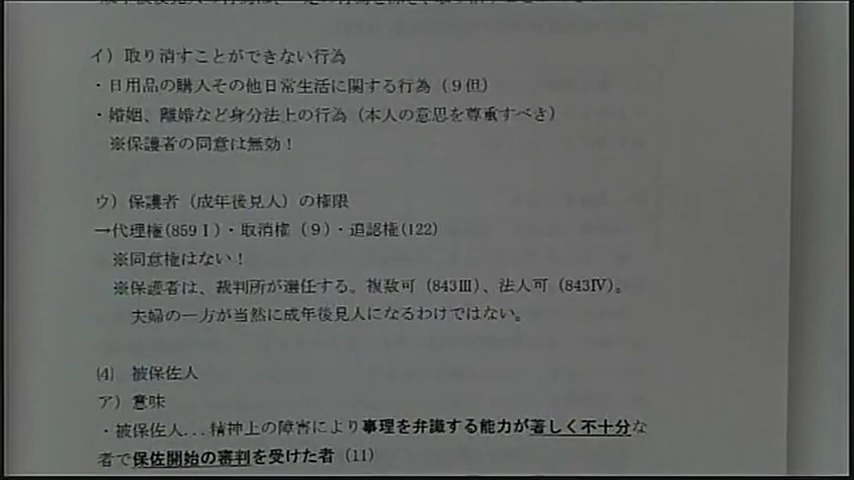 イ）取り消すことができない行為
・日用品の購入その他日常生活に関する行為（９但）
・婚姻、離婚など身分法上の行為（本人の意思を尊重すべき）
※保護者の同意は無効！
ウ）保護者（成年後見人）の権限
→代理権(859Ⅰ)・取消権（９）・追認権(122)
※同意権はない！
※保護者は、裁判所が選任する。複数可（843Ⅲ）、法人可（843Ⅳ）。
夫婦の一方が当然に成年後見人になるわけではない。
⑷　被保佐人
ア）意味
・被保佐人…精神上の障害により事理を弁識する能力が著しく不十分な
者で保佐開始の審判を受けた者（11）